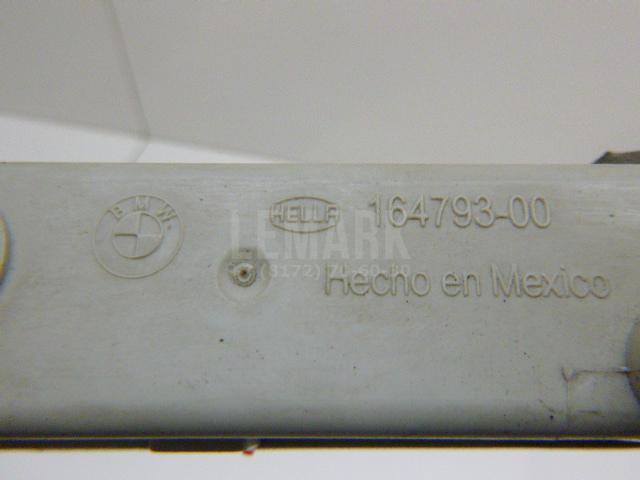 BMW HELLA 164793-00
LEMARK
Hecho en Mexico